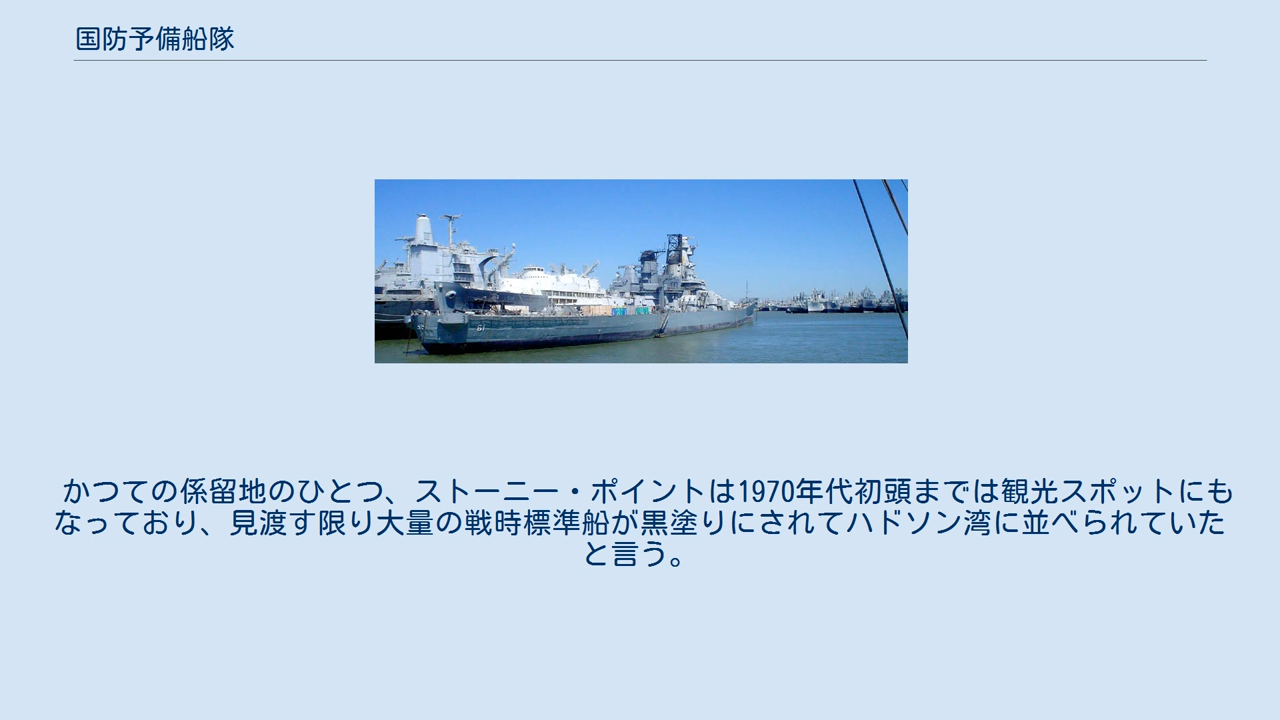 国防予備船隊
61
かつての係留地のひとつ、ストーニー・ポイントは1970年代初頭までは観光スポットにも
なっており、見渡す限り大量の戦時標準船が黒塗りにされてハドソン湾に並べられていた
と言う。